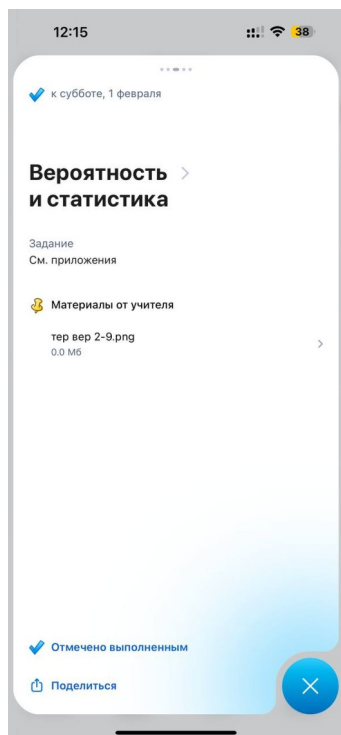 12:15
38
к субботе, 1 февраля
Вероятность
и статистика
Задание
См. приложения
Материалы от учителя
тер вер 2-9.png
0.0 Мб
Отмечено выполненным
Поделиться